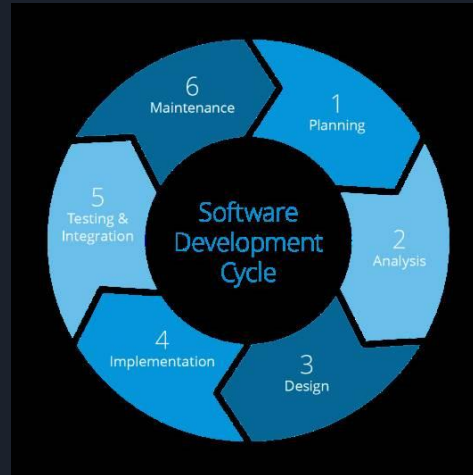 Software
Development
Cycle
1
Planning
2
Analysis
3
Design
4
Implementation
5
Testing &
Integration
6
Maintenance